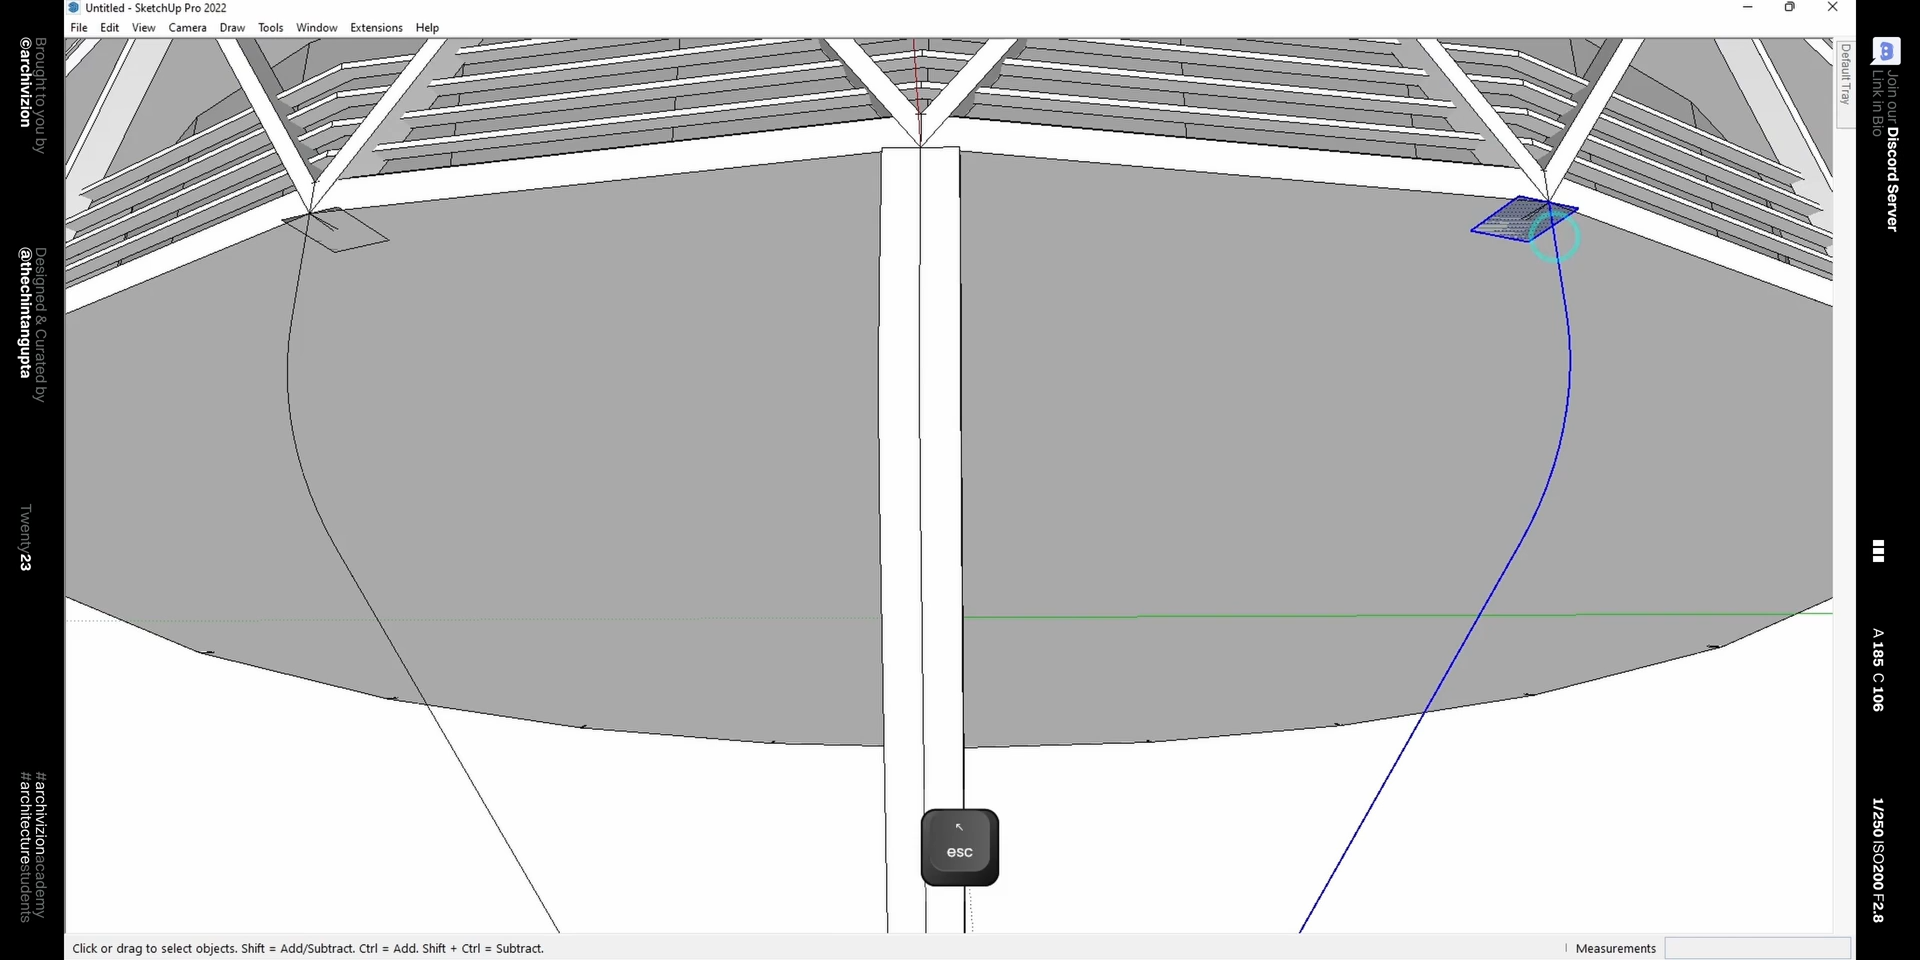 Untitled - SketchUp Pro 2022
File Edit View Camera Draw Tools Window Extensions Help
Default Tray
Brought to you by
@archivizion
Designed & Curated by
@thechintangupta
Twenty23
#archivizionacademy
#architecturestudents
Join our Discord Server
Link in Bio
A 185 C 106
1/250 ISO200 F2.8
esc
Click or drag to select objects. Shift = Add/Subtract. Ctrl = Add. Shift + Ctrl = Subtract.
Measurements